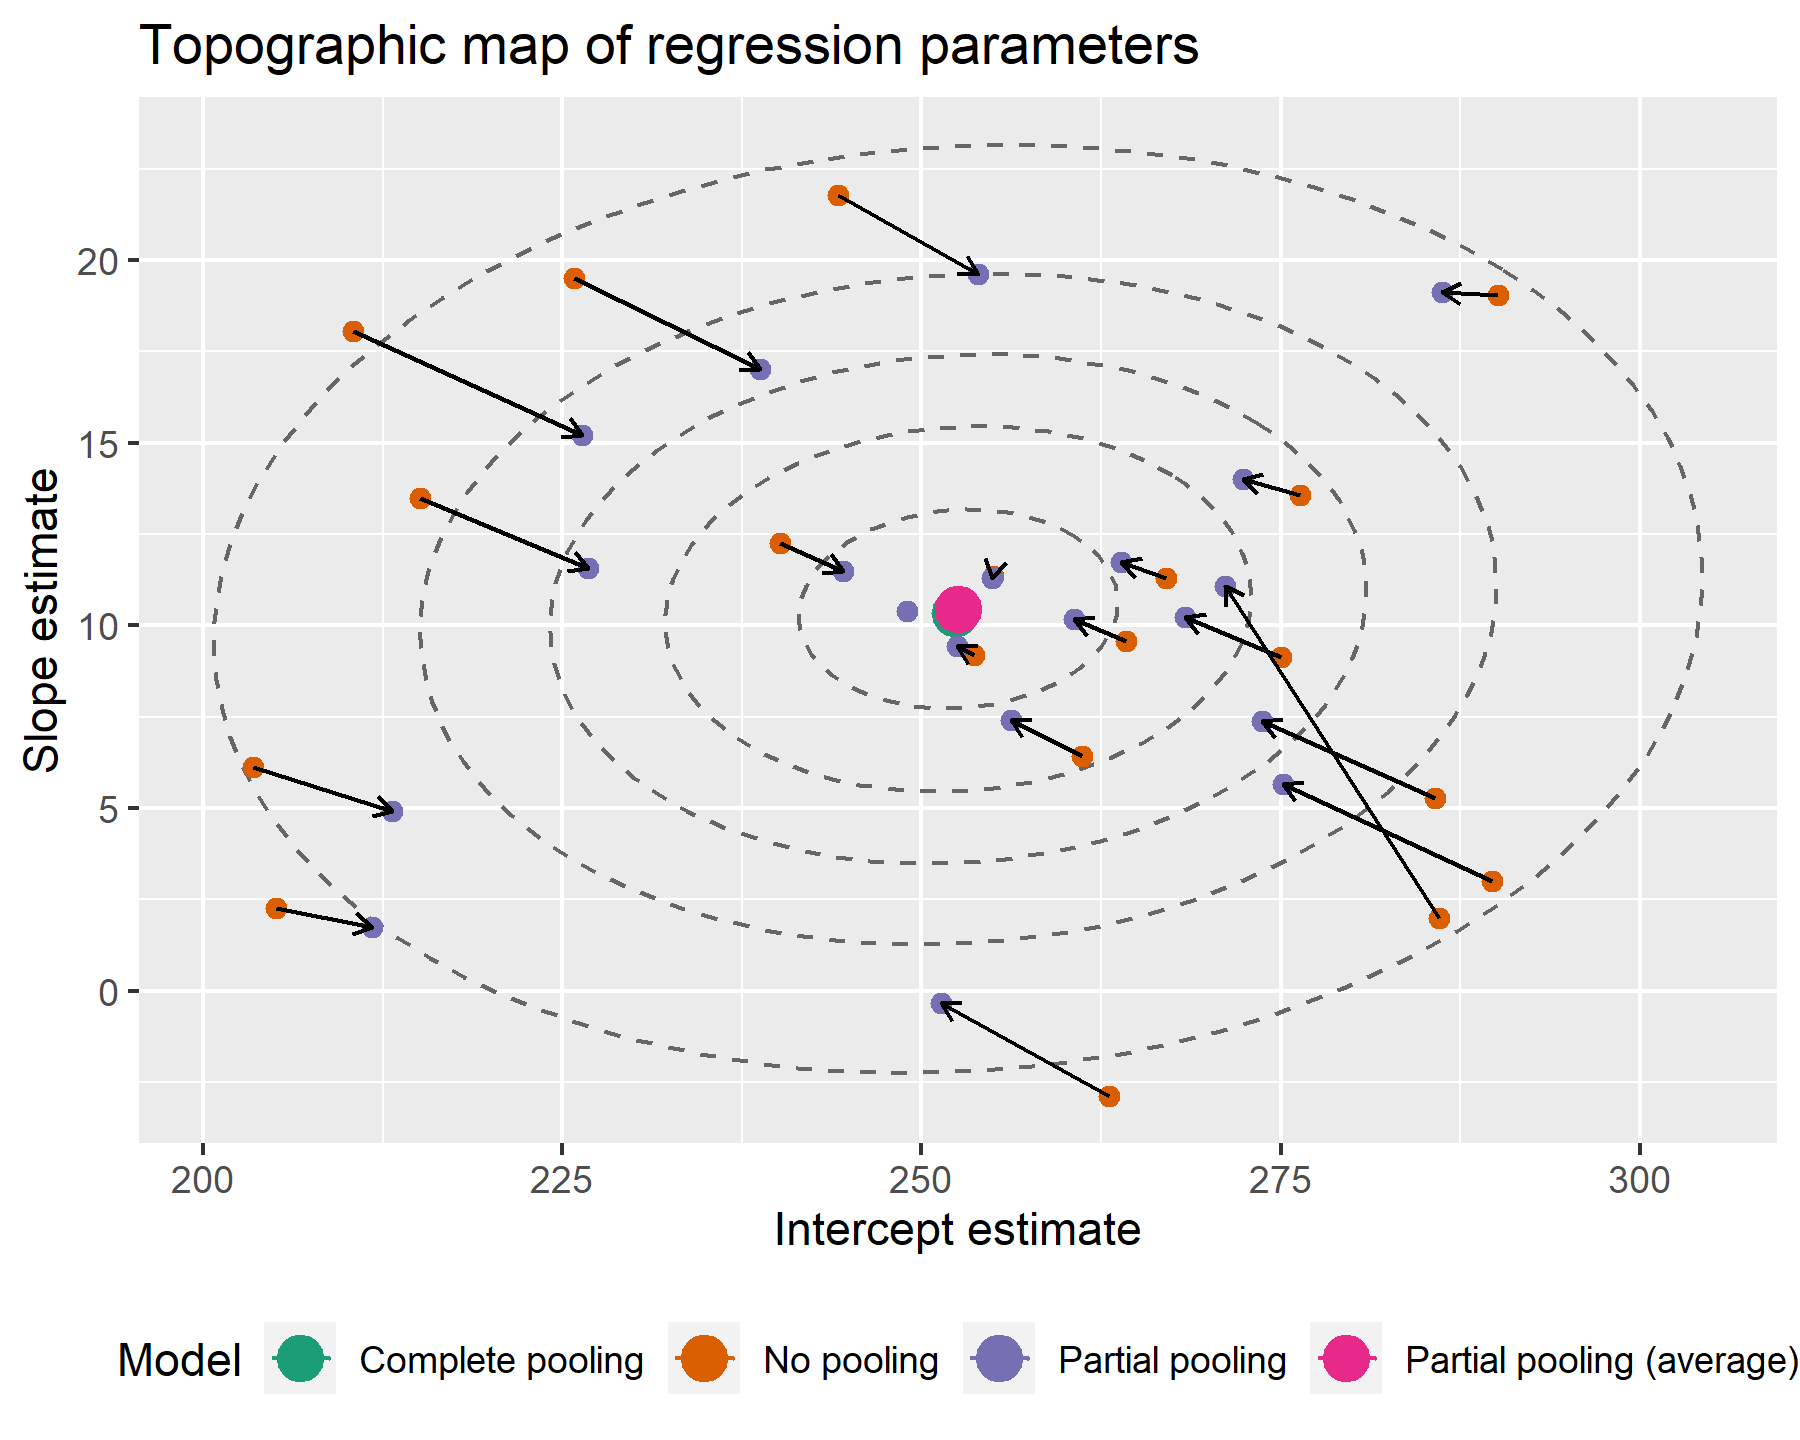 Topographic map of regression parameters
Slope estimate
20
15
10
5
0
200 225 250 275 300
Intercept estimate
Model Complete pooling No pooling Partial pooling Partial pooling (average)